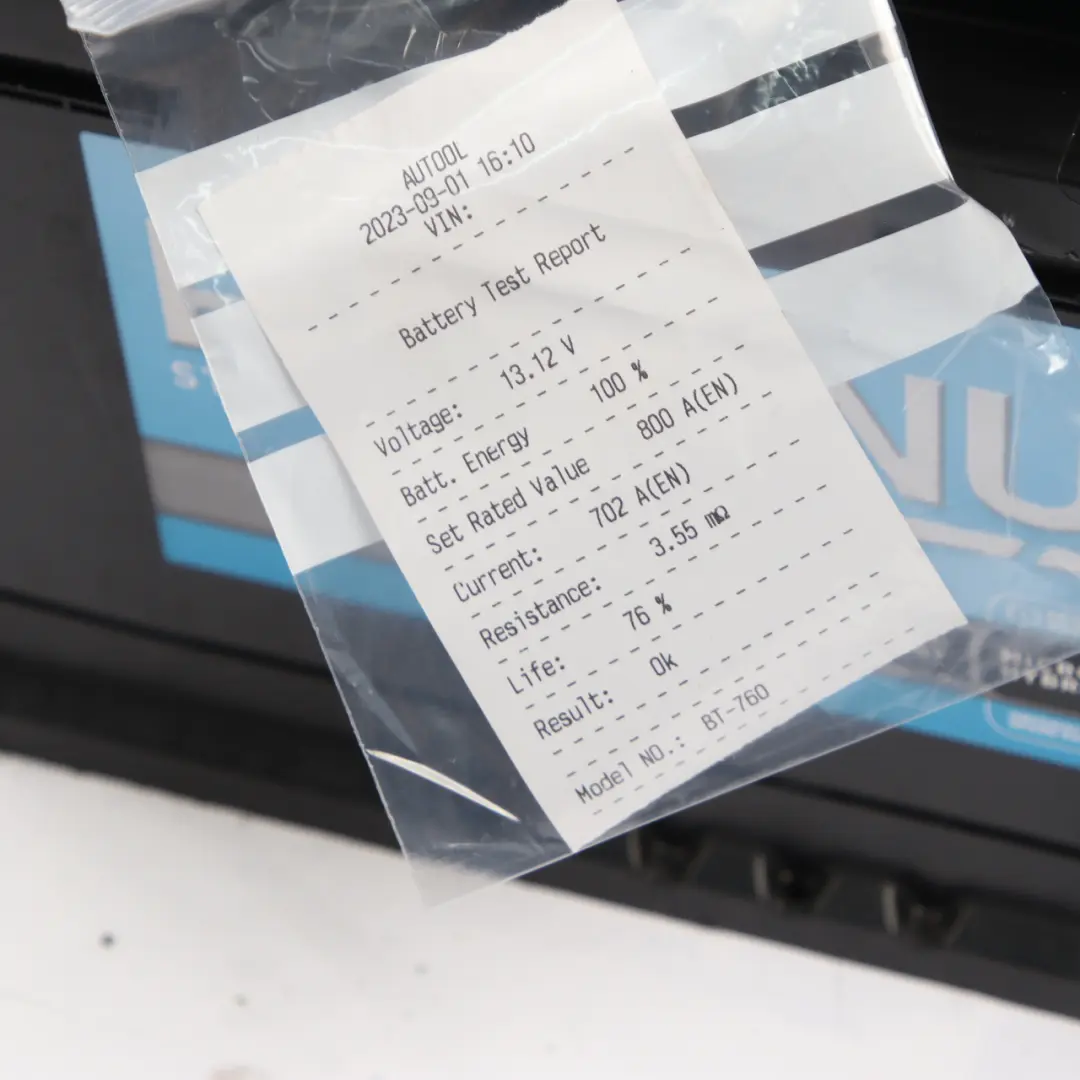 AUTOOL
2023-09-01 16:10
VIN:
Battery Test Report
Voltage: 13.12 V
Batt. Energy 100 %
Set Rated Value 800 A(EN)
Current: 702 A(EN)
Resistance: 3.55 mΩ
Life: 76 %
Result: Ok
Model NO.: BT-760
NU